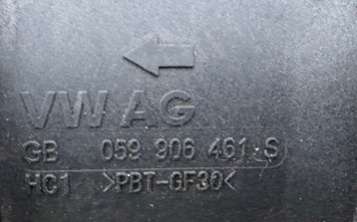 VW AG
GB 059 906 461 S
HC1 >PBT-GF30<